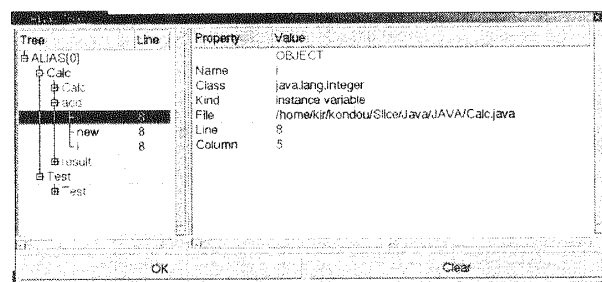 Tree Line
ALIAS[0]
Calc
Calc
add
8
new 8
i 8
result
Test
Test
Property Value
OBJECT
Name i
Class java.lang.Integer
Kind instance variable
File /home/kir/kondou/Slice/Java/JAVA/Calc.java
Line 8
Column 5
OK Clear